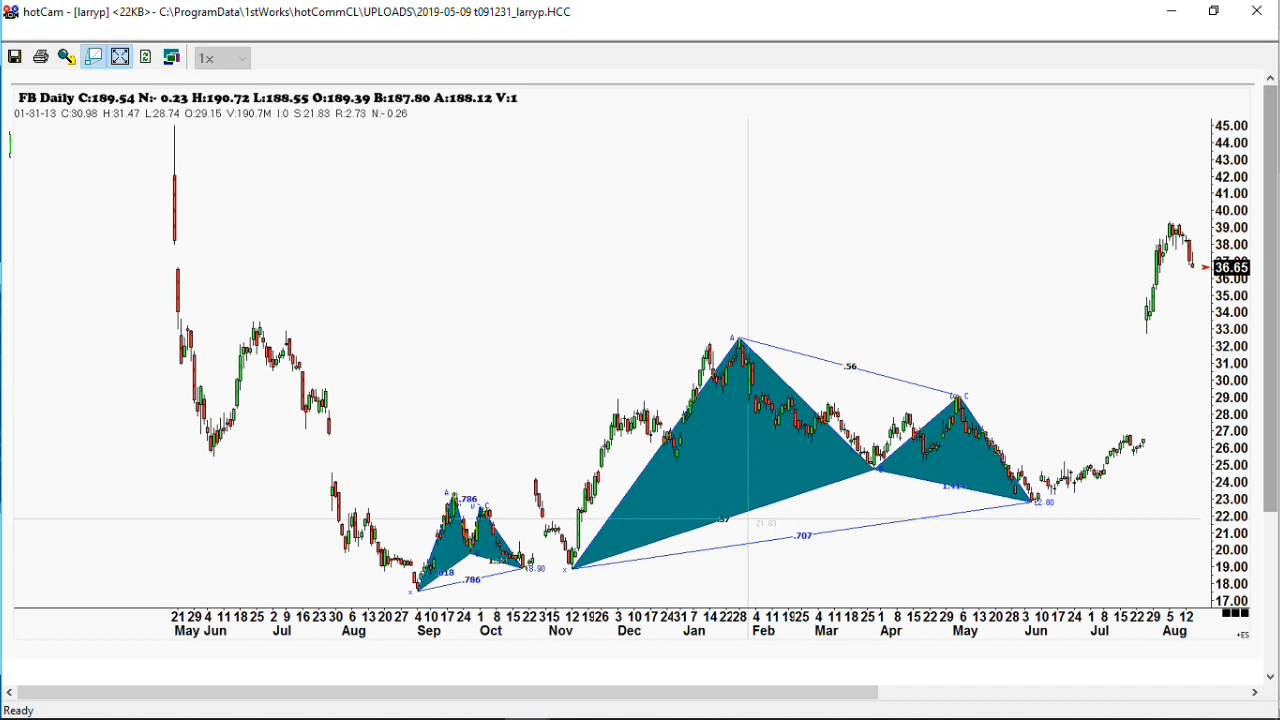 hotCam - [larryp] <22KB>- C:\ProgramData\1stWorks\hotCommCL\UPLOADS\2019-05-09 t091231_larryp.HCC
1x
FB Daily C:189.54 N:- 0.23 H:190.72 L:188.55 O:189.39 B:187.80 A:188.12 V:1
01-31-13 C:30.98 H:31.47 L:28.74 O:29.15 V:190.7M I:0 S:21.83 R:2.73 N:- 0.26
45.00
44.00
43.00
42.00
41.00
40.00
39.00
38.00
36.65
36.00
35.00
34.00
33.00
32.00
31.00
30.00
29.00
28.00
27.00
26.00
25.00
24.00
23.00
22.00
21.00
20.00
19.00
18.00
17.00
A
.56
C
A
.786
C
.707
21.83
X
.786
X
21 29 4 11 18 25 2 9 16 23 30 6 13 20 27 4 10 17 24 1 8 15 22 31 5 12 19 26 3 10 17 24 31 7 14 22 28 4 11 19 25 4 11 18 25 1 8 15 22 29 6 13 20 28 3 10 17 24 1 8 15 22 29 5 12
May Jun Jul Aug Sep Oct Nov Dec Jan Feb Mar Apr May Jun Jul Aug
+ES
Ready